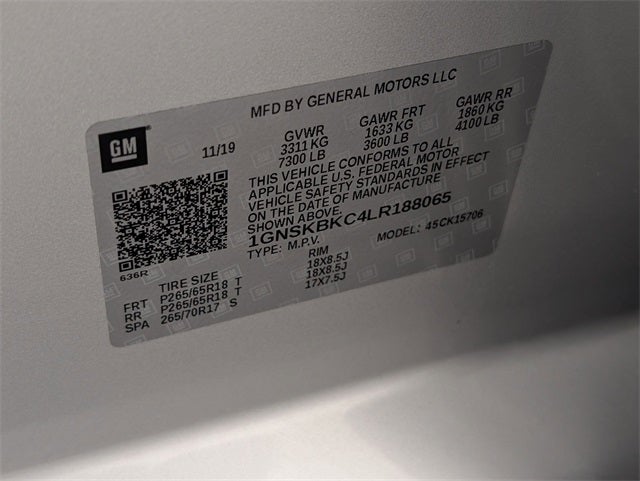 MFD BY GENERAL MOTORS LLC
GM
11/19
GVWR GAWR FRT GAWR RR
3311 KG 1633 KG 1860 KG
7300 LB 3600 LB 4100 LB
THIS VEHICLE CONFORMS TO ALL
APPLICABLE U.S. FEDERAL MOTOR
VEHICLE SAFETY STANDARDS IN EFFECT
ON THE DATE OF MANUFACTURE
SHOWN ABOVE.
1GNSKBKC4LR188065
TYPE: M.P.V. MODEL: 45CK15706
636R
TIRE SIZE RIM
FRT P265/65R18 T 18X8.5J
RR P265/65R18 T 18X8.5J
SPA 265/70R17 S 17X7.5J